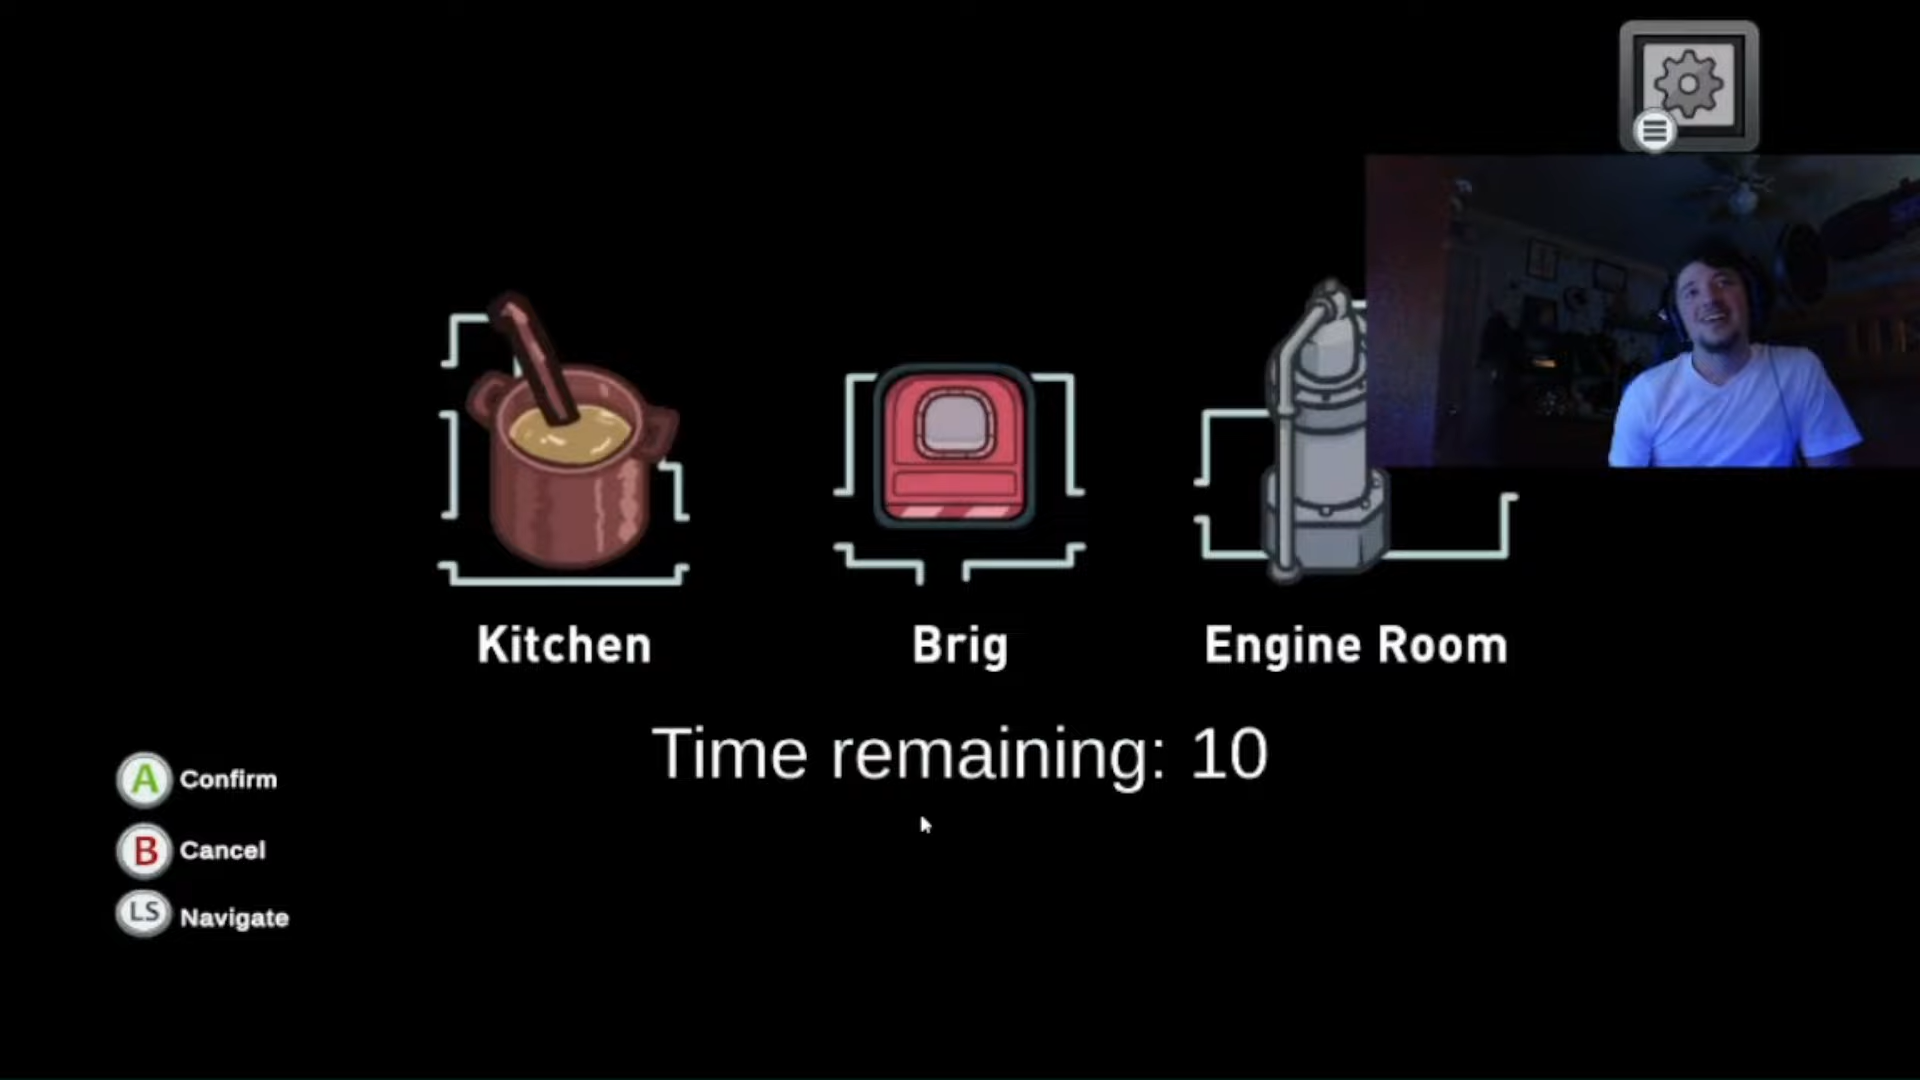 Kitchen
Brig
Engine Room
Time remaining: 10
A Confirm
B Cancel
LS Navigate